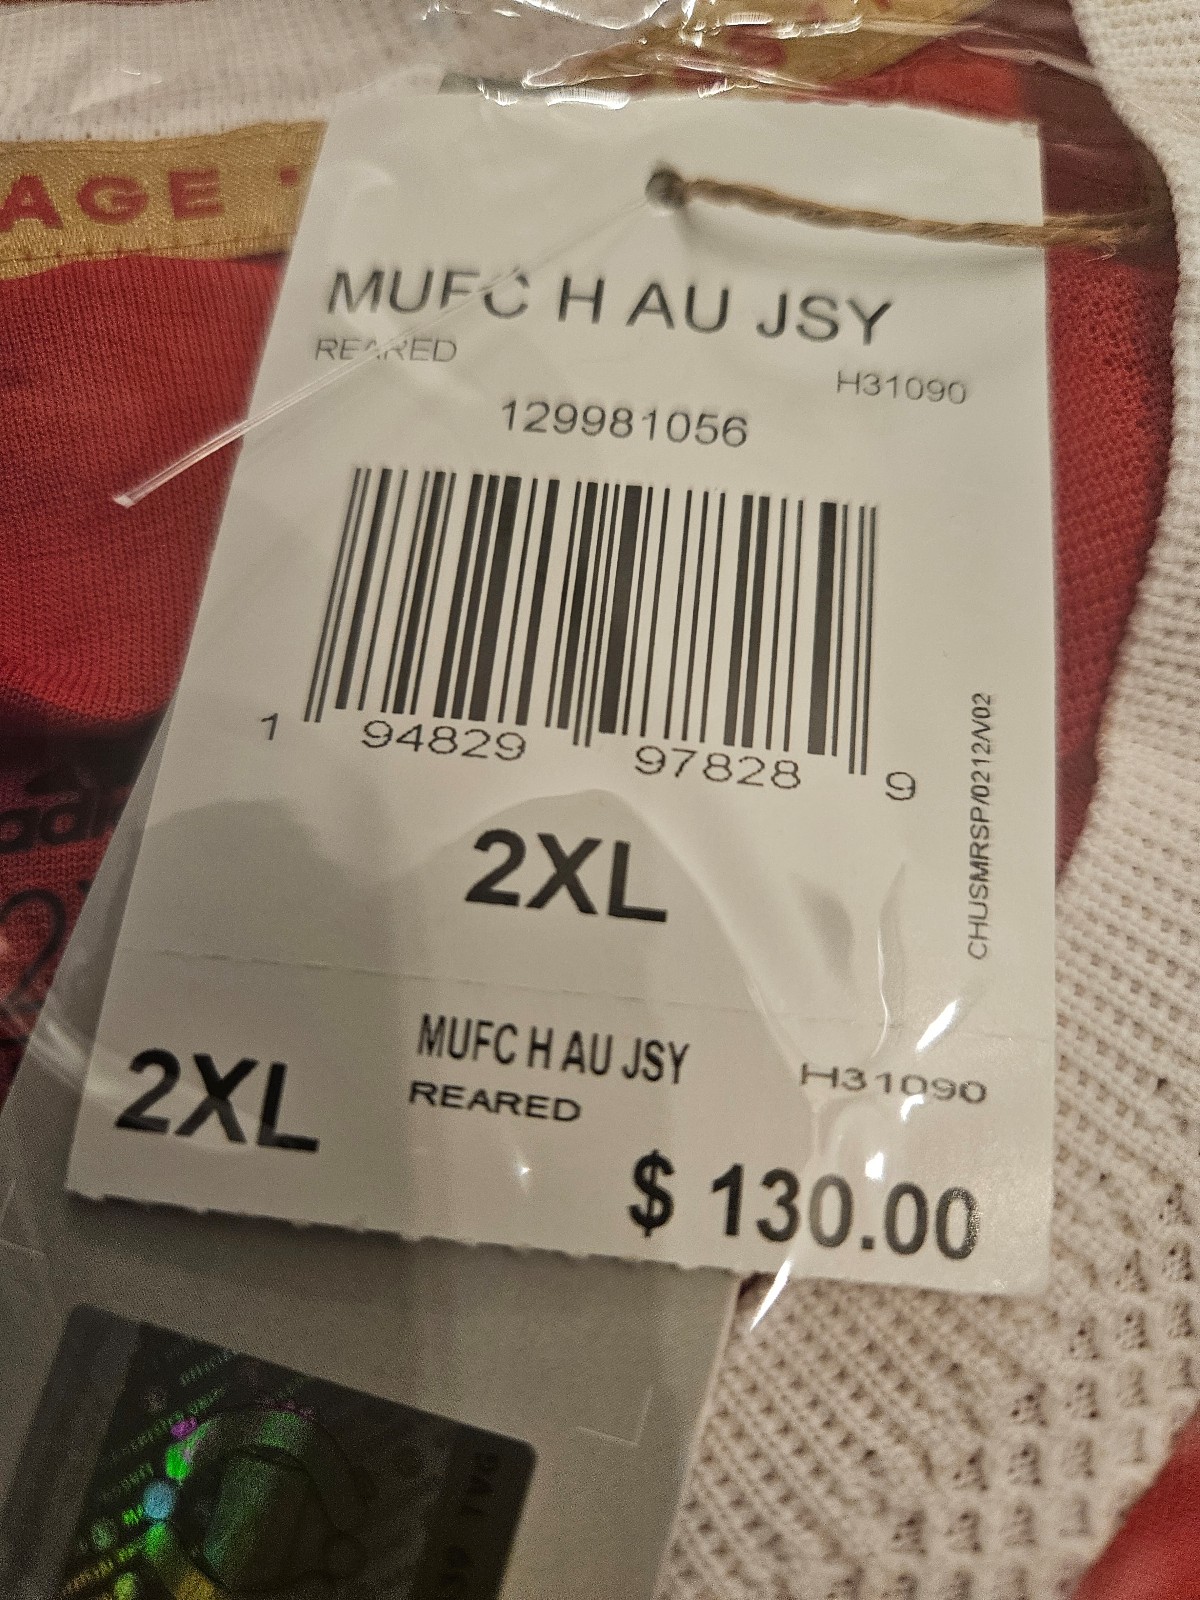 AGE
MUFC H AU JSY
REARED
H31090
129981056
1 94829 97828 9
CHUSMRSP/0212/V02
2XL
2XL
MUFC H AU JSY
REARED
H31090
$ 130.00